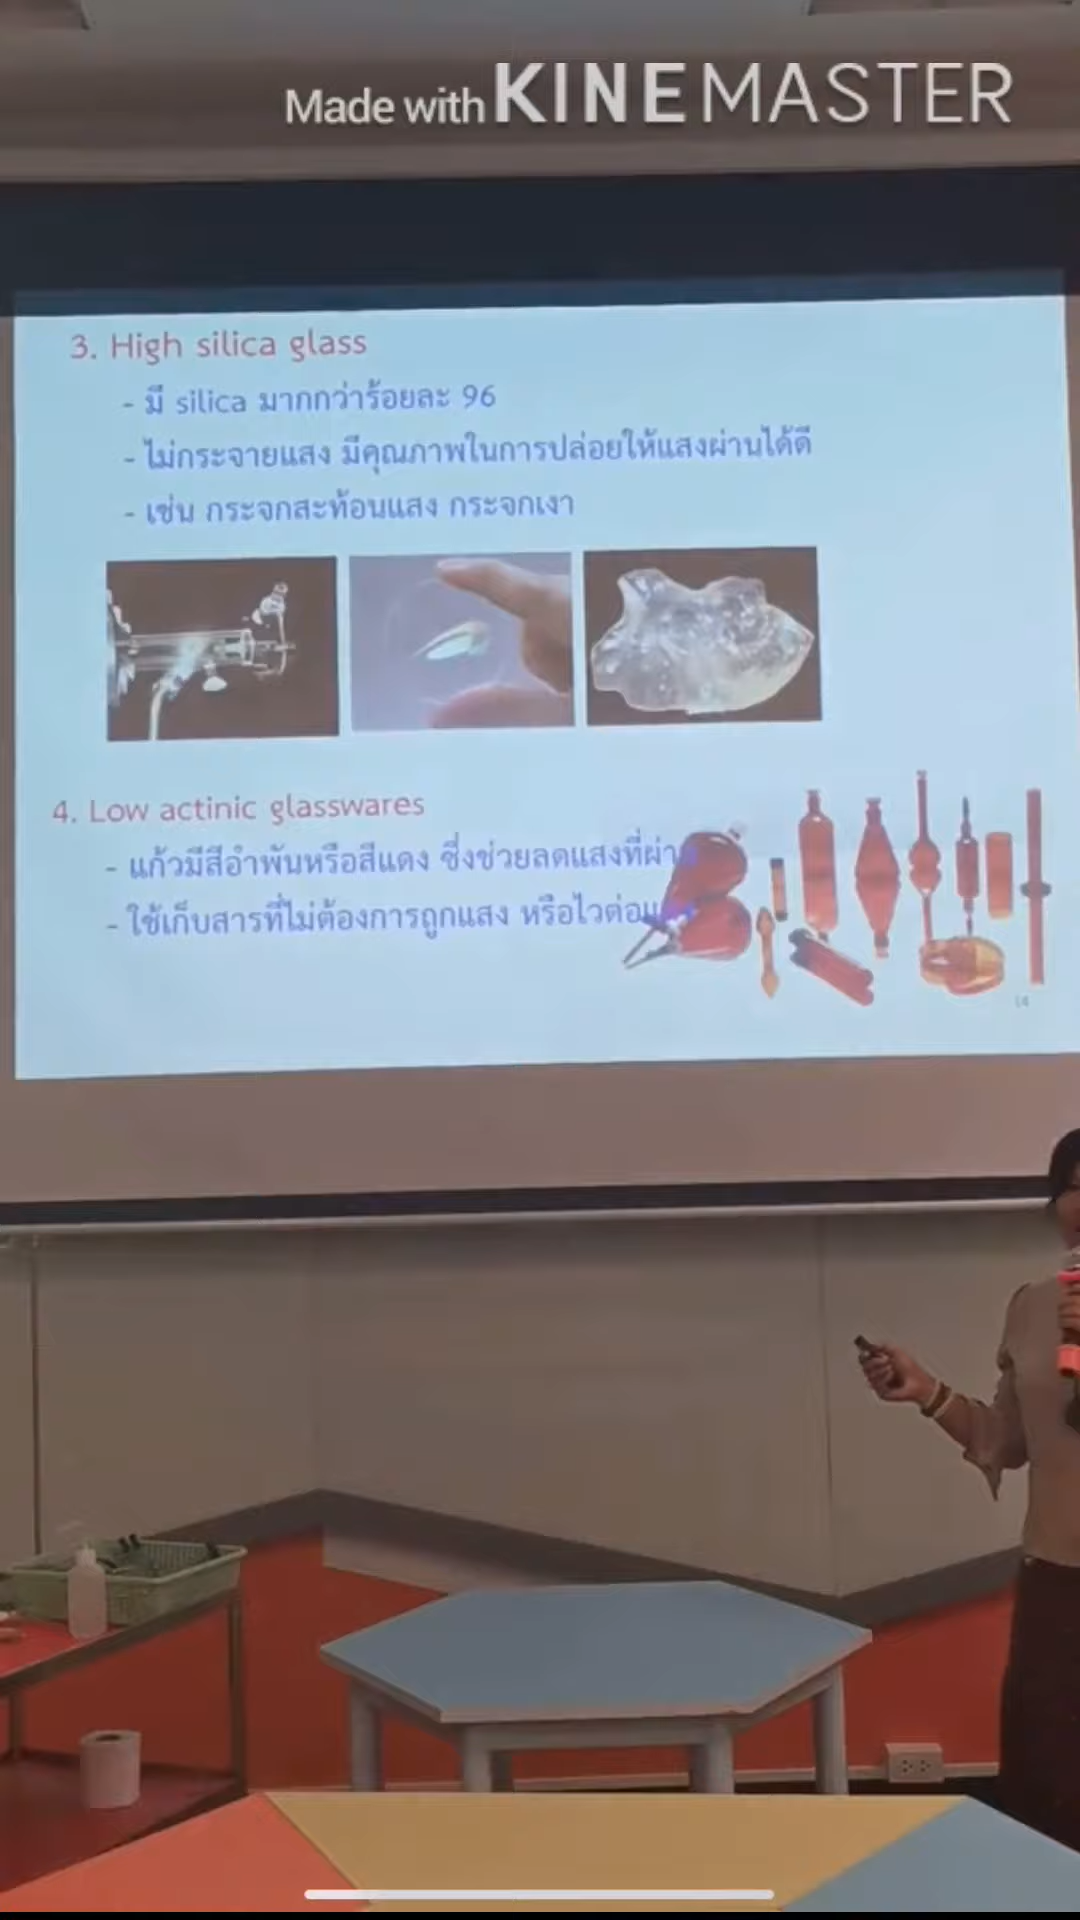 Made with KINEMASTER
3. High silica glass
- มี silica มากกว่าร้อยละ 96
- ไม่กระจายแสง มีคุณภาพในการปล่อยให้แสงผ่านได้ดี
- เช่น กระจกสะท้อนแสง กระจกเงา
4. Low actinic glasswares
- แก้วมีสีอำพันหรือสีแดง ซึ่งช่วยลดแสงที่
- ใช้เก็บสารที่ไม่ต้องการถูกแสง หรือไวต่อ
14